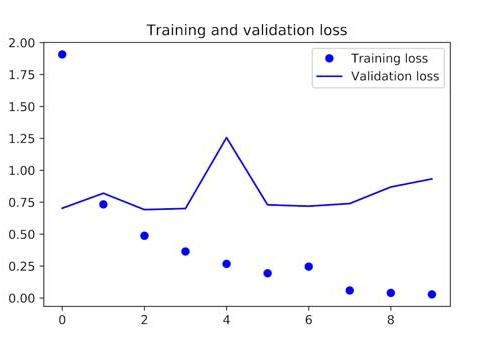 Training and validation loss
2.00
1.75
1.50
1.25
1.00
0.75
0.50
0.25
0.00
Training loss
Validation loss
0 2 4 6 8